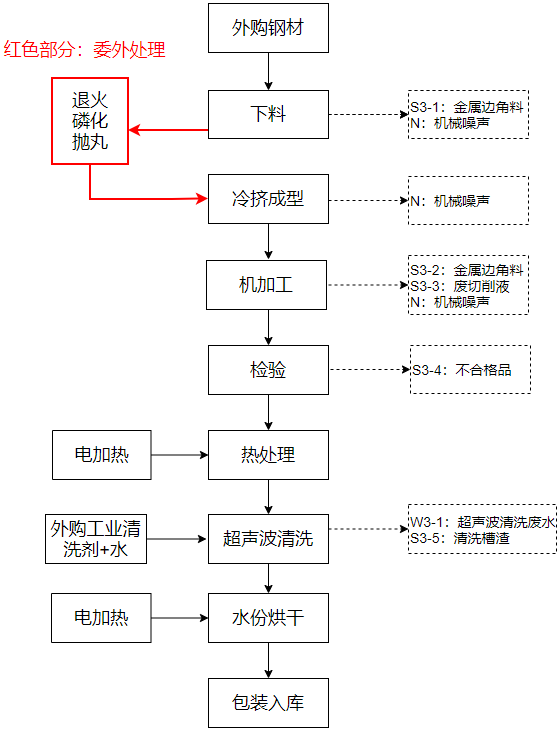 外购钢材
红色部分：委外处理
退火
磷化
抛丸
下料
S3-1：金属边角料
N：机械噪声
冷挤成型
N：机械噪声
机加工
S3-2：金属边角料
S3-3：废切削液
N：机械噪声
检验
S3-4：不合格品
电加热
热处理
外购工业清
洗剂+水
超声波清洗
W3-1：超声波清洗废水
S3-5：清洗槽渣
电加热
水份烘干
包装入库